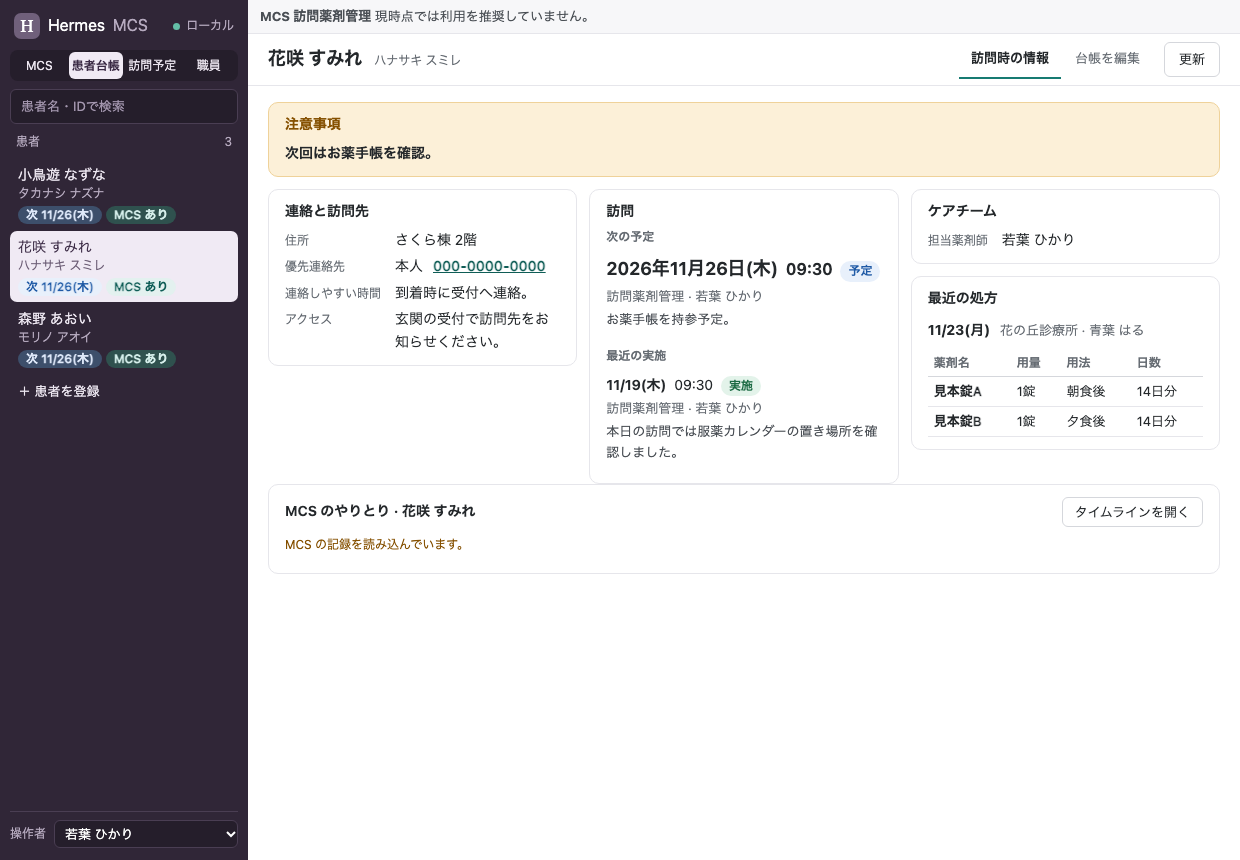 H Hermes MCS ローカル
MCS 患者台帳 訪問予定 職員
患者名・IDで検索
患者 3
小鳥遊 なずな
タカナシ ナズナ
次 11/26(木) MCS あり
花咲 すみれ
ハナサキ スミレ
次 11/26(木) MCS あり
森野 あおい
モリノ アオイ
次 11/26(木) MCS あり
＋ 患者を登録
操作者 若葉 ひかり
MCS 訪問薬剤管理 現時点では利用を推奨していません。
花咲 すみれ ハナサキ スミレ
訪問時の情報 台帳を編集 更新
注意事項
次回はお薬手帳を確認。
連絡と訪問先
住所 さくら棟 2階
優先連絡先 本人 000-0000-0000
連絡しやすい時間 到着時に受付へ連絡。
アクセス 玄関の受付で訪問先をお
知らせください。
訪問
次の予定
2026年11月26日(木) 09:30 予定
訪問薬剤管理 · 若葉 ひかり
お薬手帳を持参予定。
最近の実施
11/19(木) 09:30 実施
訪問薬剤管理 · 若葉 ひかり
本日の訪問では服薬カレンダーの置き場所を確
認しました。
ケアチーム
担当薬剤師 若葉 ひかり
最近の処方
11/23(月) 花の丘診療所 · 青葉 はる
薬剤名 用量 用法 日数
見本錠A 1錠 朝食後 14日分
見本錠B 1錠 夕食後 14日分
MCS のやりとり · 花咲 すみれ
タイムラインを開く
MCS の記録を読み込んでいます。